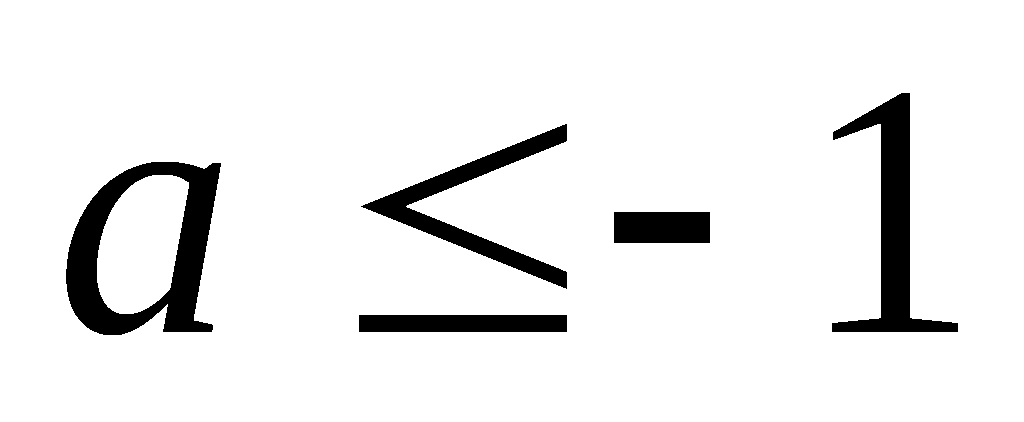 a ≤- 1